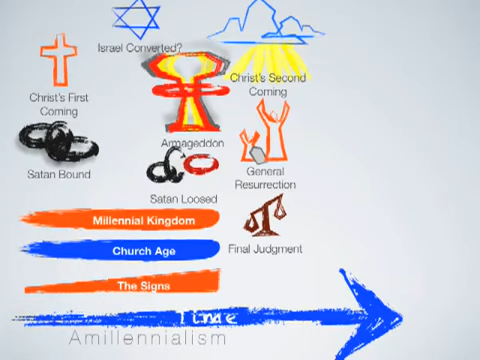 Israel Converted?
Christ's First
Coming
Christ's Second
Coming
Armageddon
Satan Bound
General
Resurrection
Satan Loosed
Millennial Kingdom
Church Age
Final Judgment
The Signs
Time
Amillennialism